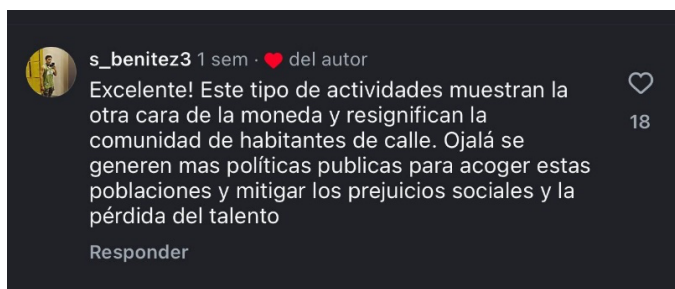 s_benitez3 1 sem · ❤️ del autor
Excelente! Este tipo de actividades muestran la
otra cara de la moneda y resignifican la
comunidad de habitantes de calle. Ojalá se
generen mas políticas publicas para acoger estas
poblaciones y mitigar los prejuicios sociales y la
pérdida del talento
18
Responder